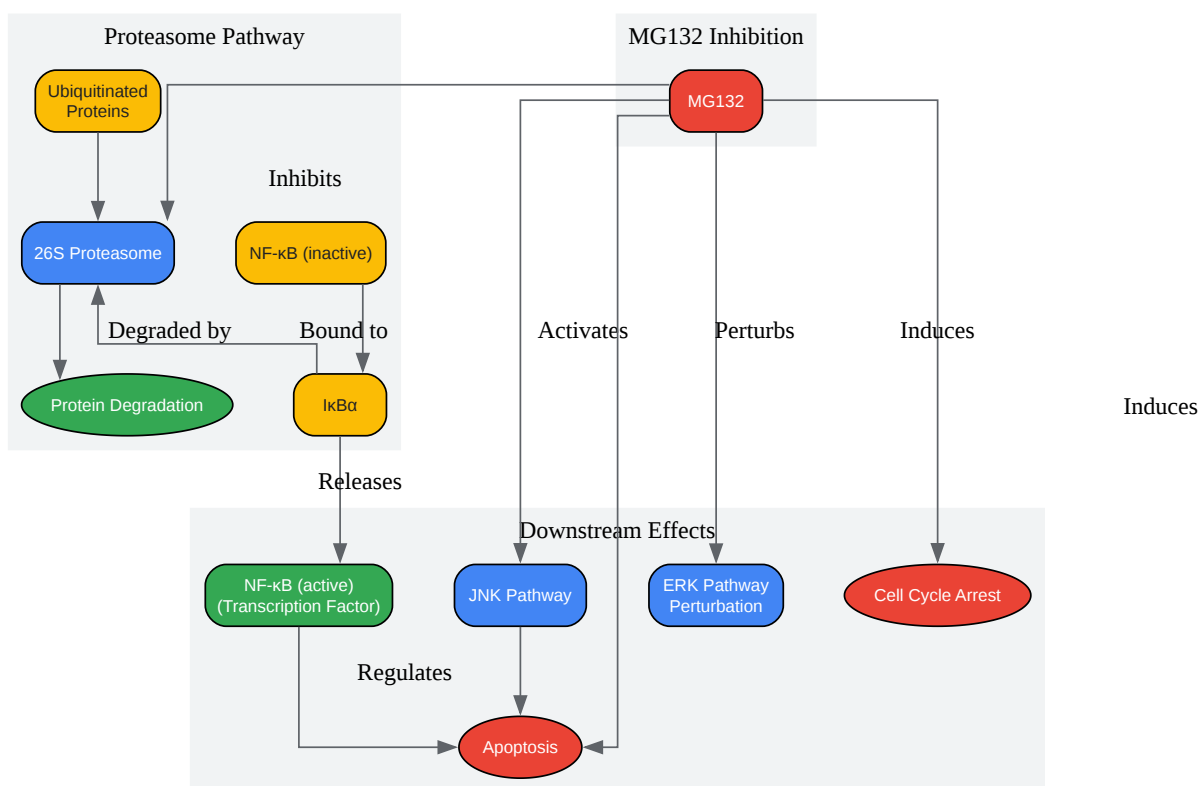 Proteasome Pathway
MG132 Inhibition
Ubiquitinated
Proteins
MG132
Inhibits
26S Proteasome
NF-κB (inactive)
Degraded by
Bound to
Activates
Perturbs
Induces
Protein Degradation
IκBα
Induces
Releases
Downstream Effects
NF-κB (active)
(Transcription Factor)
JNK Pathway
ERK Pathway
Perturbation
Cell Cycle Arrest
Regulates
Apoptosis